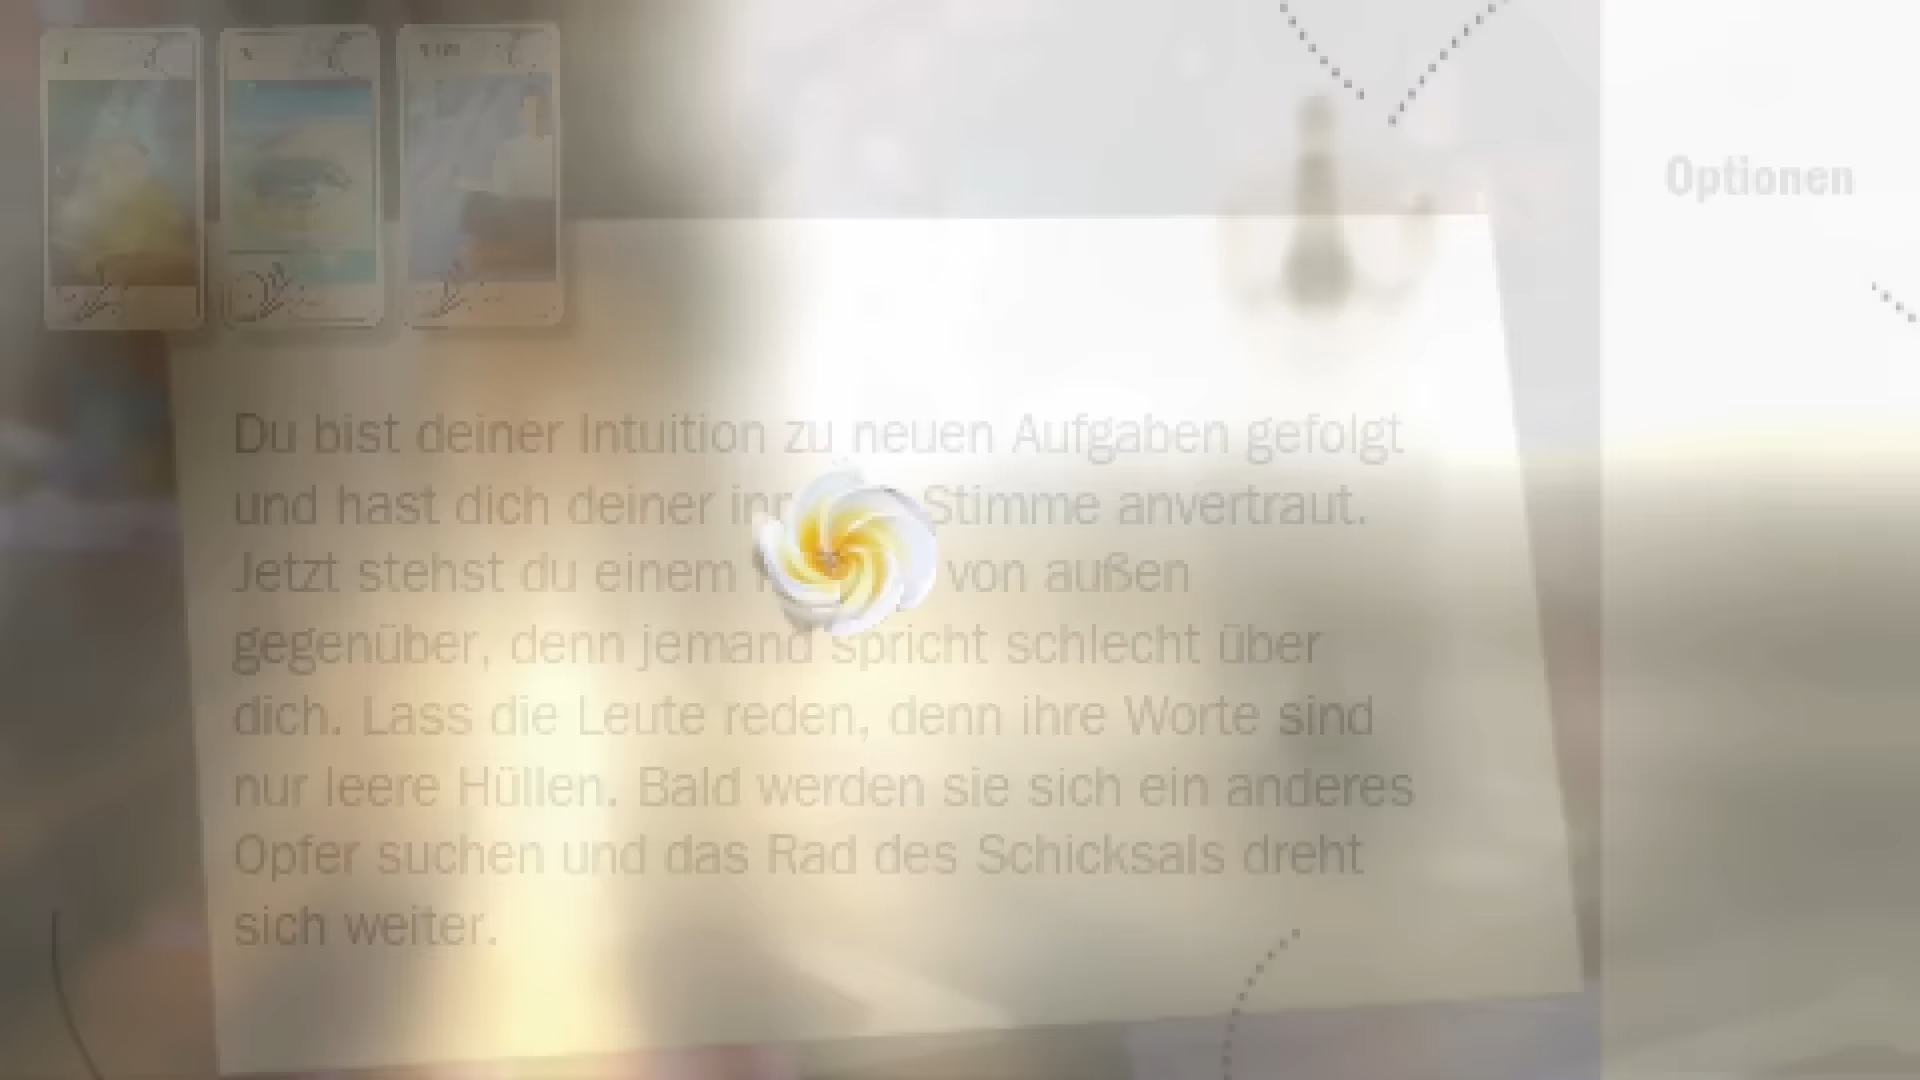 Optionen
Du bist deiner Intuition zu neuen Aufgaben gefolgt
und hast dich deiner Stimme anvertraut.
Jetzt stehst du einem von außen
gegenüber, denn jemand spricht schlecht über
dich. Lass die Leute reden, denn ihre Worte sind
nur leere Hüllen. Bald werden sie sich ein anderes
Opfer suchen und das Rad des Schicksals dreht
sich weiter.